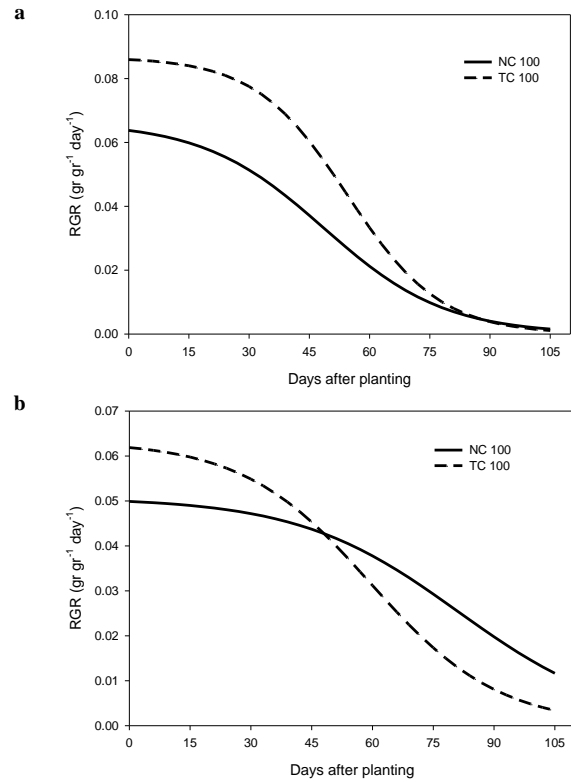 a
0.10
0.08
0.06
0.04
0.02
0.00
RGR (gr gr⁻¹ day⁻¹)
NC 100
TC 100
0 15 30 45 60 75 90 105
Days after planting
b
0.07
0.06
0.05
0.04
0.03
0.02
0.01
0.00
RGR (gr gr⁻¹ day⁻¹)
NC 100
TC 100
0 15 30 45 60 75 90 105
Days after planting